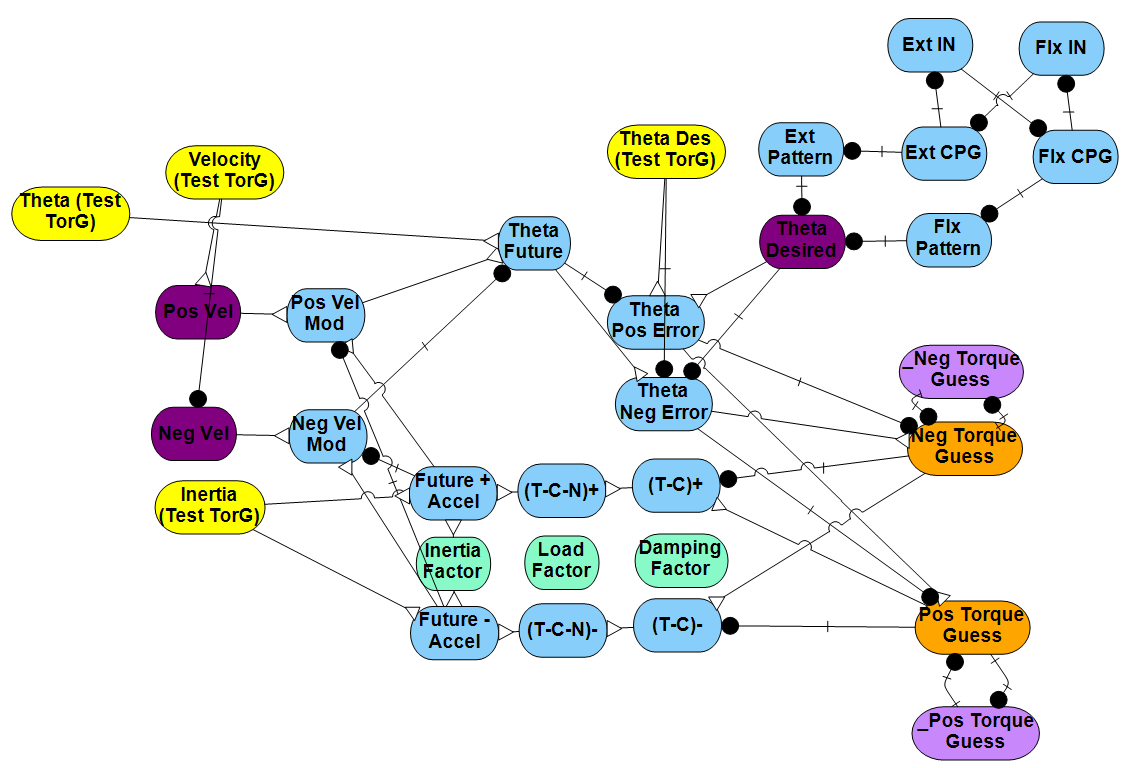 Ext IN
Flx IN
Velocity
(Test TorG)
Theta Des
(Test TorG)
Ext
Pattern
Ext CPG
Flx CPG
Theta (Test
TorG)
Theta
Future
Theta
Desired
Flx
Pattern
Pos Vel
Pos Vel
Mod
Theta
Pos Error
_Neg Torque
Guess
Theta
Neg Error
Neg Vel
Neg Vel
Mod
Neg Torque
Guess
Inertia
(Test TorG)
Future +
Accel
(T-C-N)+
(T-C)+
Inertia
Factor
Load
Factor
Damping
Factor
Future -
Accel
(T-C-N)-
(T-C)-
Pos Torque
Guess
_Pos Torque
Guess